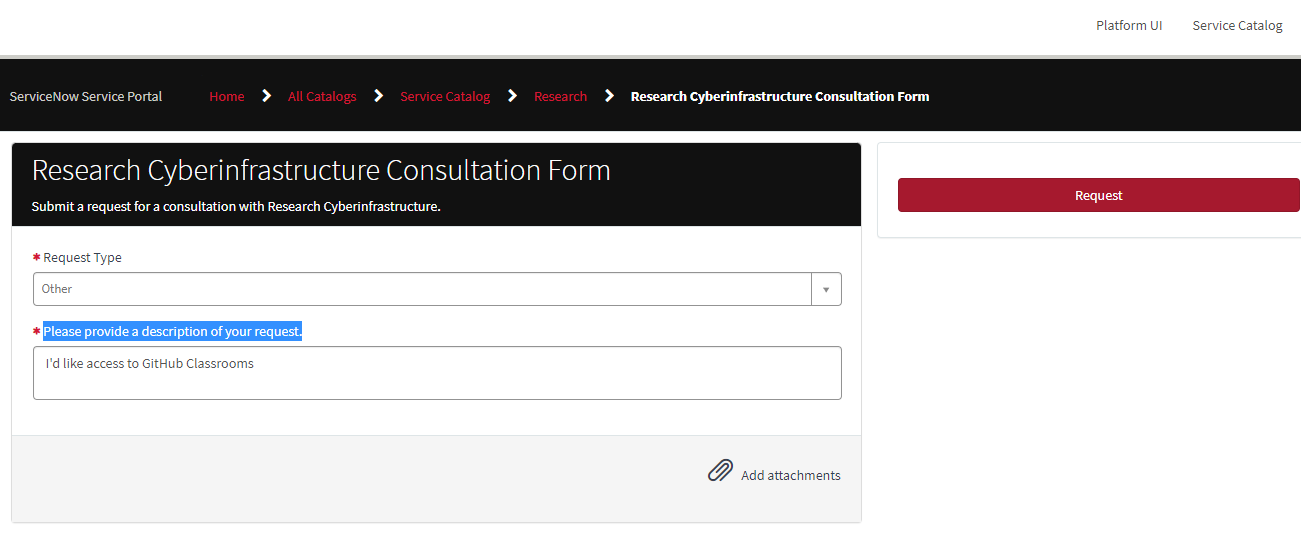 Platform UI Service Catalog
ServiceNow Service Portal Home All Catalogs Service Catalog Research Research Cyberinfrastructure Consultation Form
Research Cyberinfrastructure Consultation Form
Submit a request for a consultation with Research Cyberinfrastructure.
Request
* Request Type
Other
* Please provide a description of your request.
I'd like access to GitHub Classrooms
Add attachments